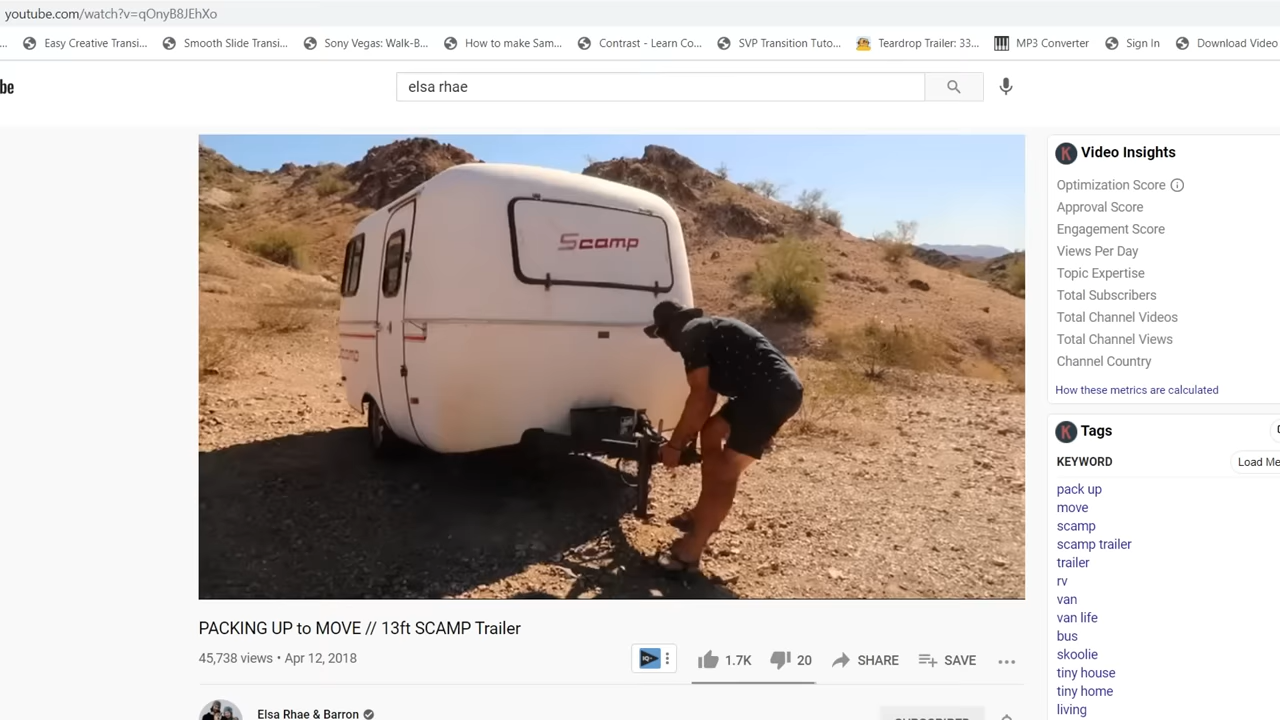 youtube.com/watch?v=qOnyB8JEhXo
... Easy Creative Transi... Smooth Slide Transi... Sony Vegas: Walk-B... How to make Sam... Contrast - Learn Co... SVP Transition Tuto... Teardrop Trailer: 33... MP3 Converter Sign In Download Video
be
elsa rhae
Scamp
PACKING UP to MOVE // 13ft SCAMP Trailer
45,738 views • Apr 12, 2018
1.7K 20 SHARE SAVE
Elsa Rhae & Barron
K Video Insights
Optimization Score
Approval Score
Engagement Score
Views Per Day
Topic Expertise
Total Subscribers
Total Channel Videos
Total Channel Views
Channel Country
How these metrics are calculated
K Tags
KEYWORD
Load Me
pack up
move
scamp
scamp trailer
trailer
rv
van
van life
bus
skoolie
tiny house
tiny home
living